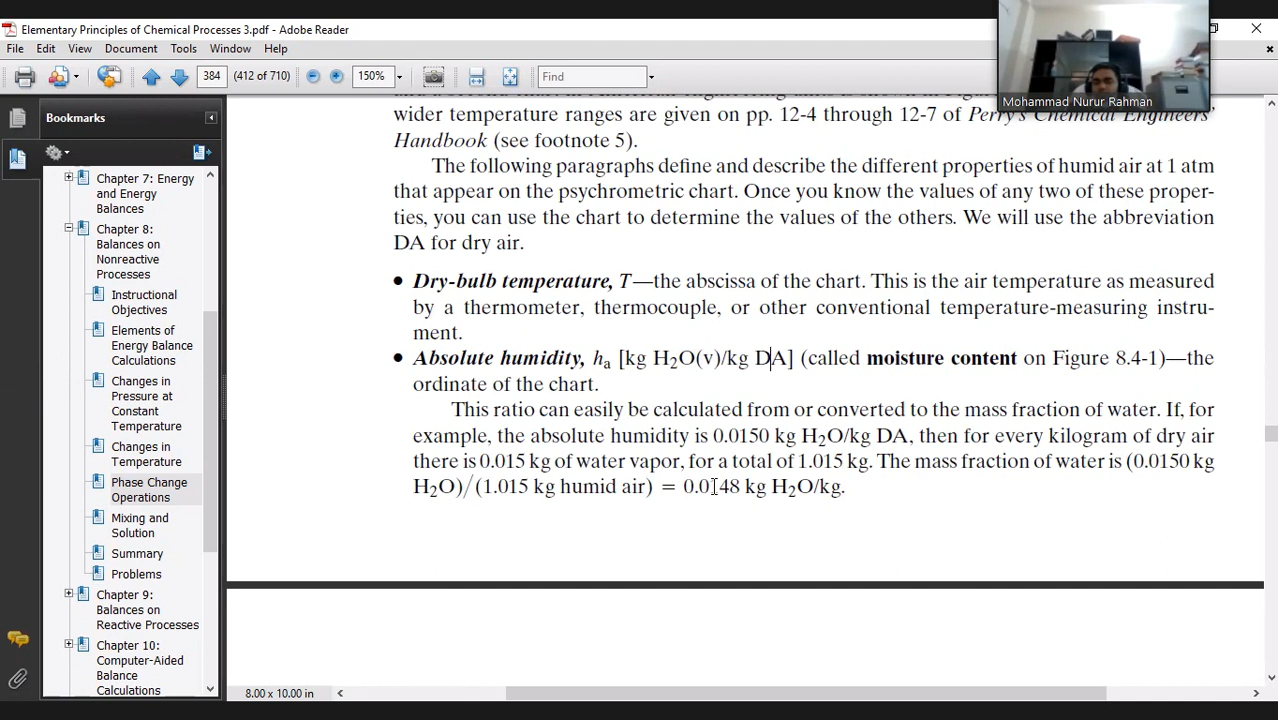 Elementary Principles of Chemical Processes 3.pdf - Adobe Reader
File Edit View Document Tools Window Help
384 (412 of 710) 150% Find
Mohammad Nurur Rahman
Bookmarks
Chapter 7: Energy
and Energy
Balances
Chapter 8:
Balances on
Nonreactive
Processes
Instructional
Objectives
Elements of
Energy Balance
Calculations
Changes in
Pressure at
Constant
Temperature
Changes in
Temperature
Phase Change
Operations
Mixing and
Solution
Summary
Problems
Chapter 9:
Balances on
Reactive Processes
Chapter 10:
Computer-Aided
Balance
Calculations
wider temperature ranges are given on pp. 12-4 through 12-7 of Perry's Chemical Engineers'
Handbook (see footnote 5).
The following paragraphs define and describe the different properties of humid air at 1 atm
that appear on the psychrometric chart. Once you know the values of any two of these proper-
ties, you can use the chart to determine the values of the others. We will use the abbreviation
DA for dry air.
• Dry-bulb temperature, T—the abscissa of the chart. This is the air temperature as measured
by a thermometer, thermocouple, or other conventional temperature-measuring instru-
ment.
• Absolute humidity, hₐ [kg H₂O(v)/kg DA] (called moisture content on Figure 8.4-1)—the
ordinate of the chart.
This ratio can easily be calculated from or converted to the mass fraction of water. If, for
example, the absolute humidity is 0.0150 kg H₂O/kg DA, then for every kilogram of dry air
there is 0.015 kg of water vapor, for a total of 1.015 kg. The mass fraction of water is (0.0150 kg
H₂O)/(1.015 kg humid air) = 0.0148 kg H₂O/kg.
8.00 x 10.00 in